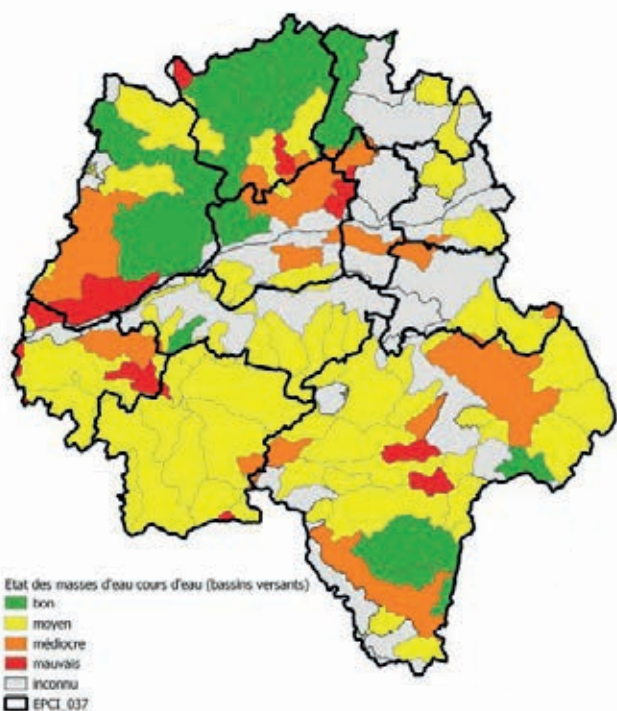 Etat des masses d'eau cours d'eau (bassins versants)
bon
moyen
médiocre
mauvais
inconnu
EPCI_037